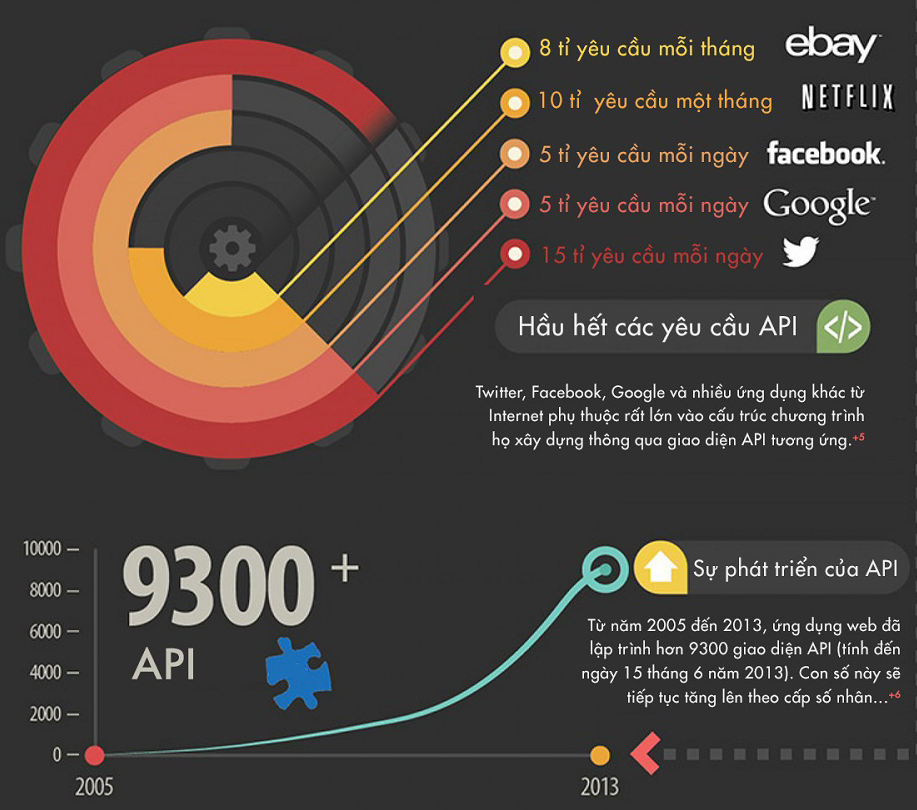 8 tỉ yêu cầu mỗi tháng ebay™
10 tỉ yêu cầu một tháng NETFLIX
5 tỉ yêu cầu mỗi ngày facebook.
5 tỉ yêu cầu mỗi ngày Google™
15 tỉ yêu cầu mỗi ngày
Hầu hết các yêu cầu API </>
Twitter, Facebook, Google và nhiều ứng dụng khác từ
Internet phụ thuộc rất lớn vào cấu trúc chương trình
họ xây dựng thông qua giao diện API tương ứng.+5
10000
8000
6000
4000
2000
0
9300+
API
2005
2013
Sự phát triển của API
Từ năm 2005 đến 2013, ứng dụng web đã
lập trình hơn 9300 giao diện API (tính đến
ngày 15 tháng 6 năm 2013). Con số này sẽ
tiếp tục tăng lên theo cấp số nhân...+6